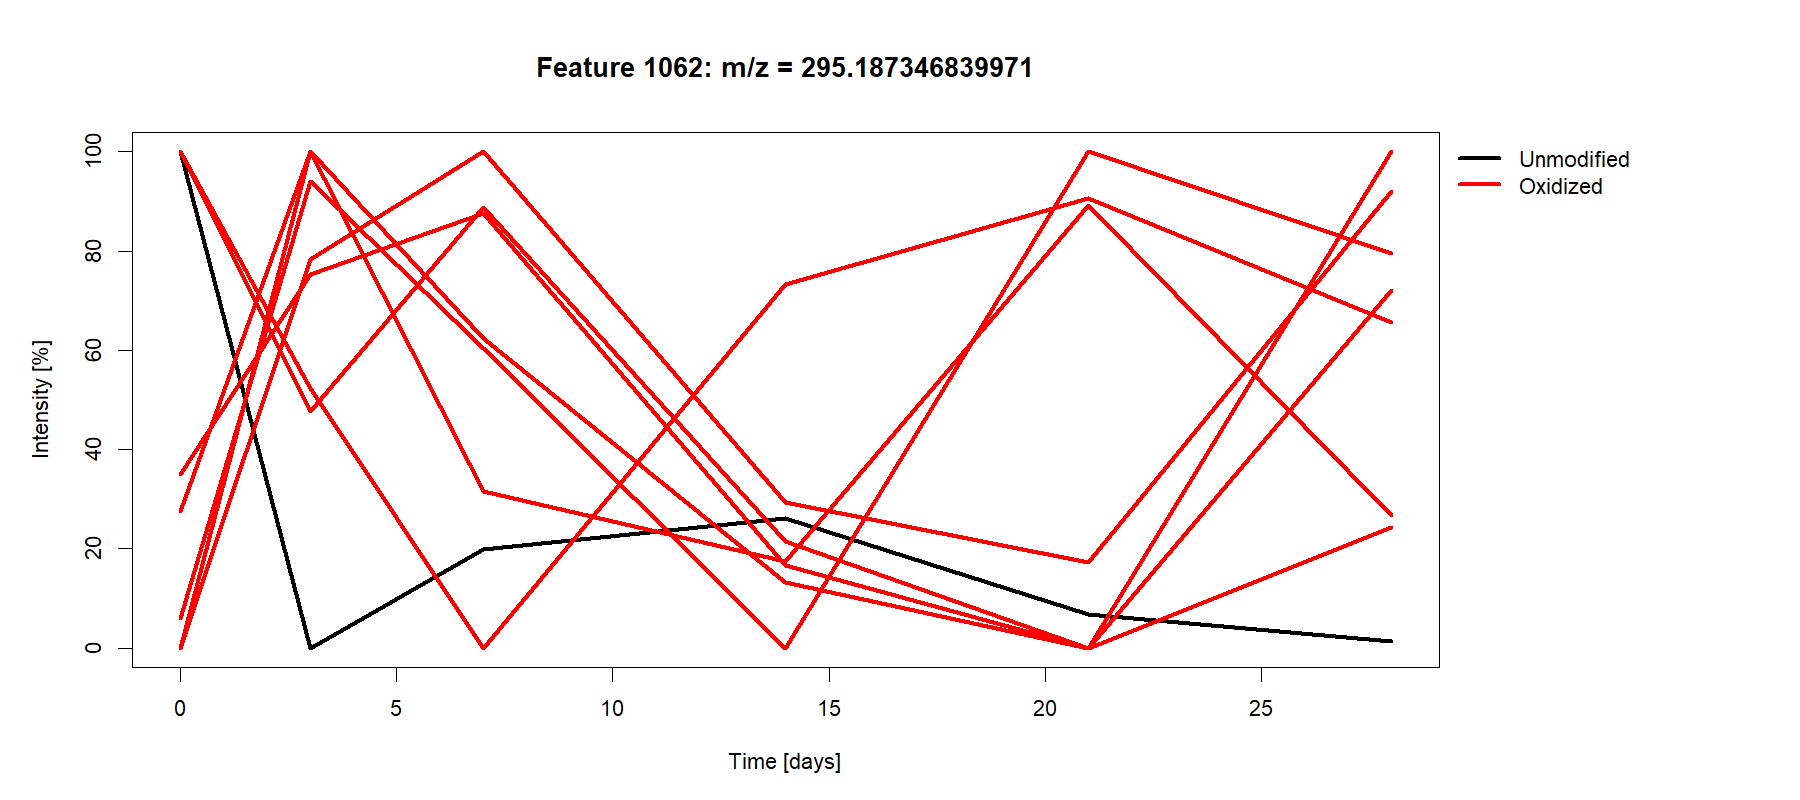 Feature 1062: m/z = 295.187346839971
Unmodified
Oxidized
Intensity [%]
100
80
60
40
20
0
0 5 10 15 20 25
Time [days]